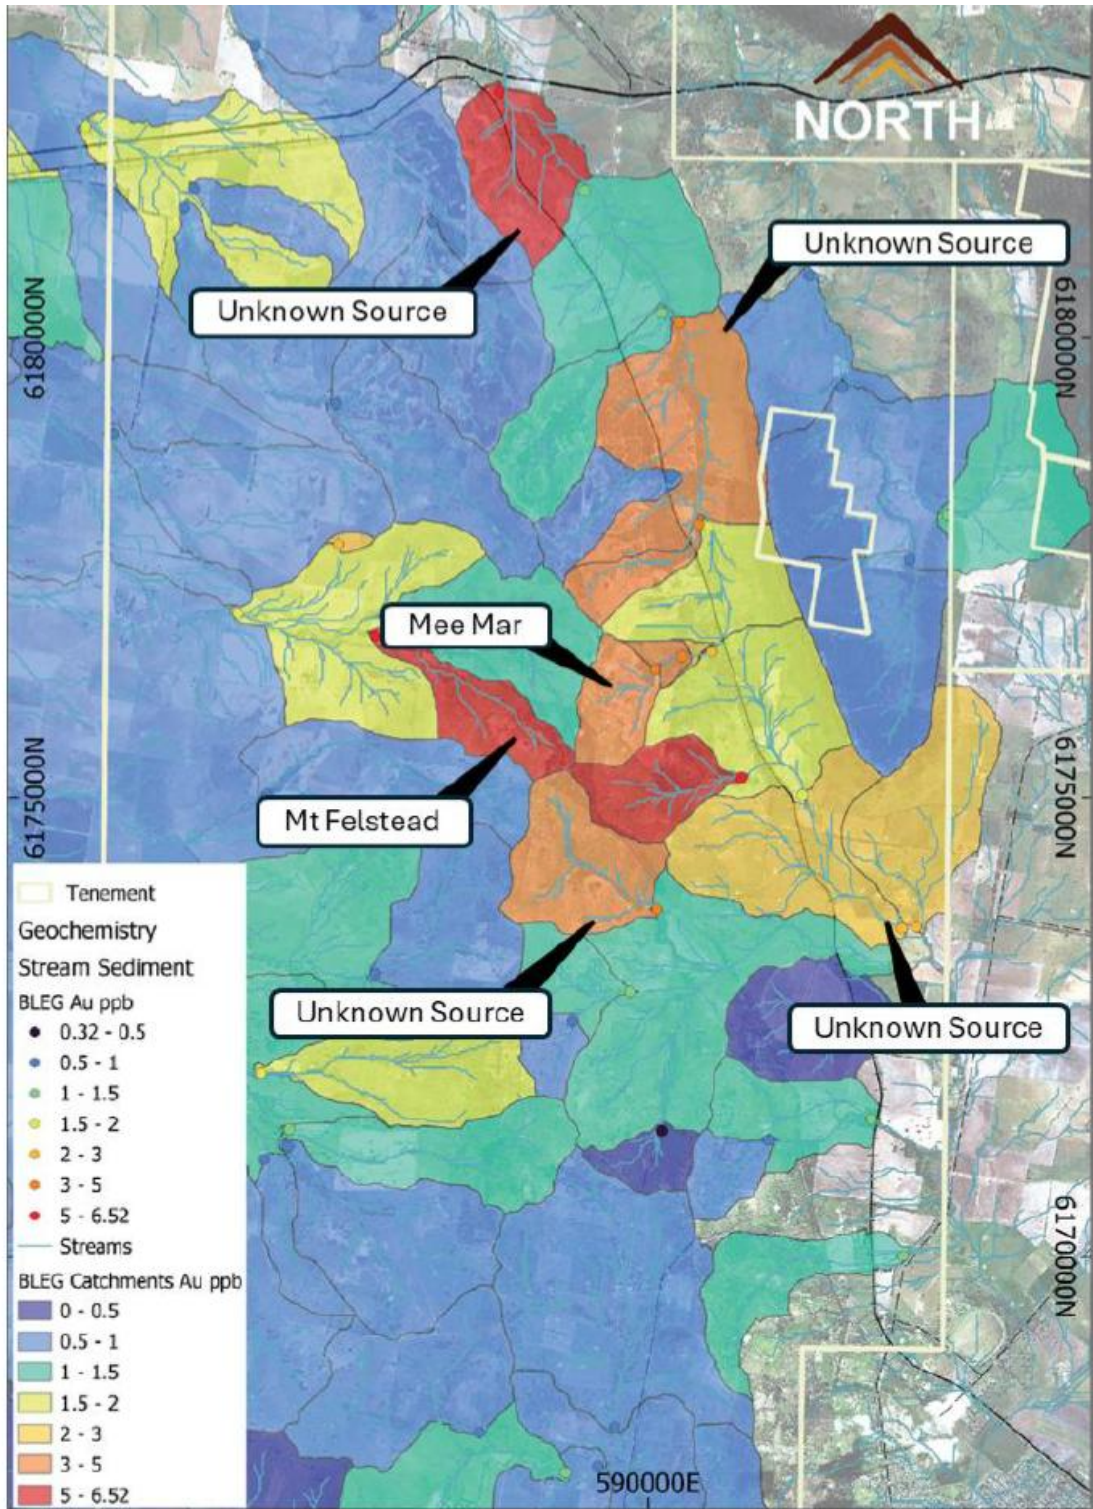 NORTH
Unknown Source
Unknown Source
6180000N
6180000N
Mee Mar
Mt Felstead
6175000N
6175000N
Unknown Source
Unknown Source
Tenement
Geochemistry
Stream Sediment
BLEG Au ppb
0.32 - 0.5
0.5 - 1
1 - 1.5
1.5 - 2
2 - 3
3 - 5
5 - 6.52
Streams
BLEG Catchments Au ppb
0 - 0.5
0.5 - 1
1 - 1.5
1.5 - 2
2 - 3
3 - 5
5 - 6.52
6170000N
590000E